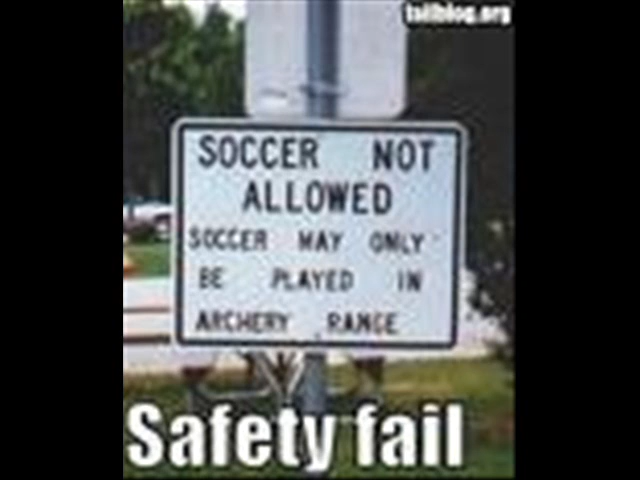 failblog.org
SOCCER NOT
ALLOWED
SOCCER MAY ONLY
BE PLAYED IN
ARCHERY RANGE
Safety fail